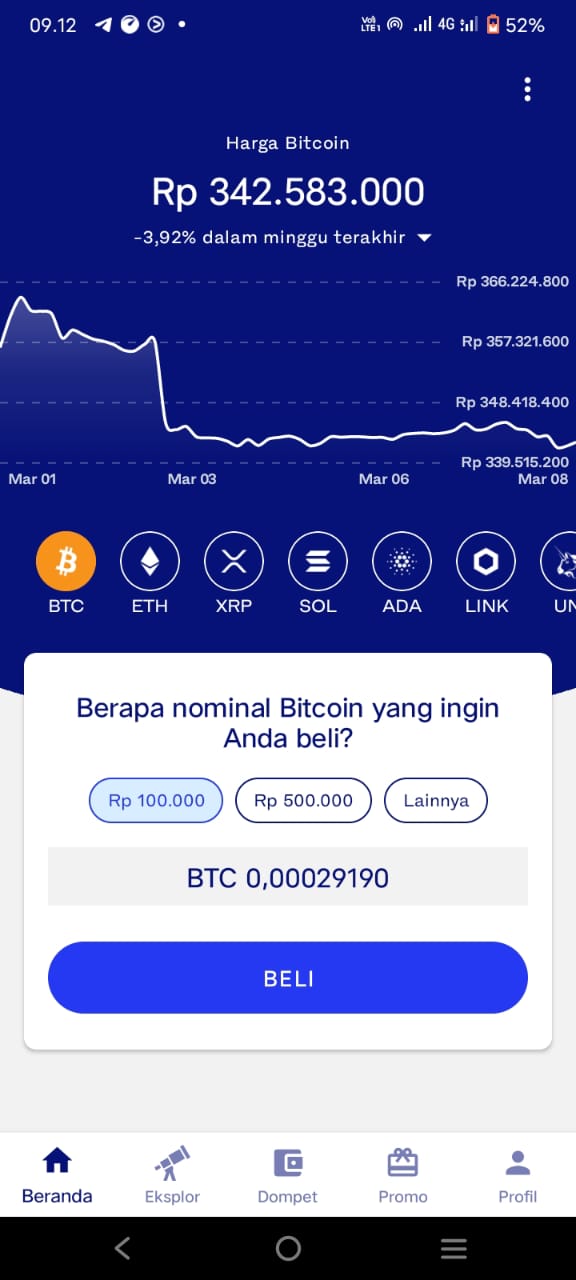 09.12
Vo) LTE1 4G 52%
Harga Bitcoin
Rp 342.583.000
-3,92% dalam minggu terakhir
Rp 366.224.800
Rp 357.321.600
Rp 348.418.400
Rp 339.515.200
Mar 01 Mar 03 Mar 06 Mar 08
BTC ETH XRP SOL ADA LINK UN
Berapa nominal Bitcoin yang ingin
Anda beli?
Rp 100.000 Rp 500.000 Lainnya
BTC 0,00029190
BELI
Beranda Eksplor Dompet Promo Profil